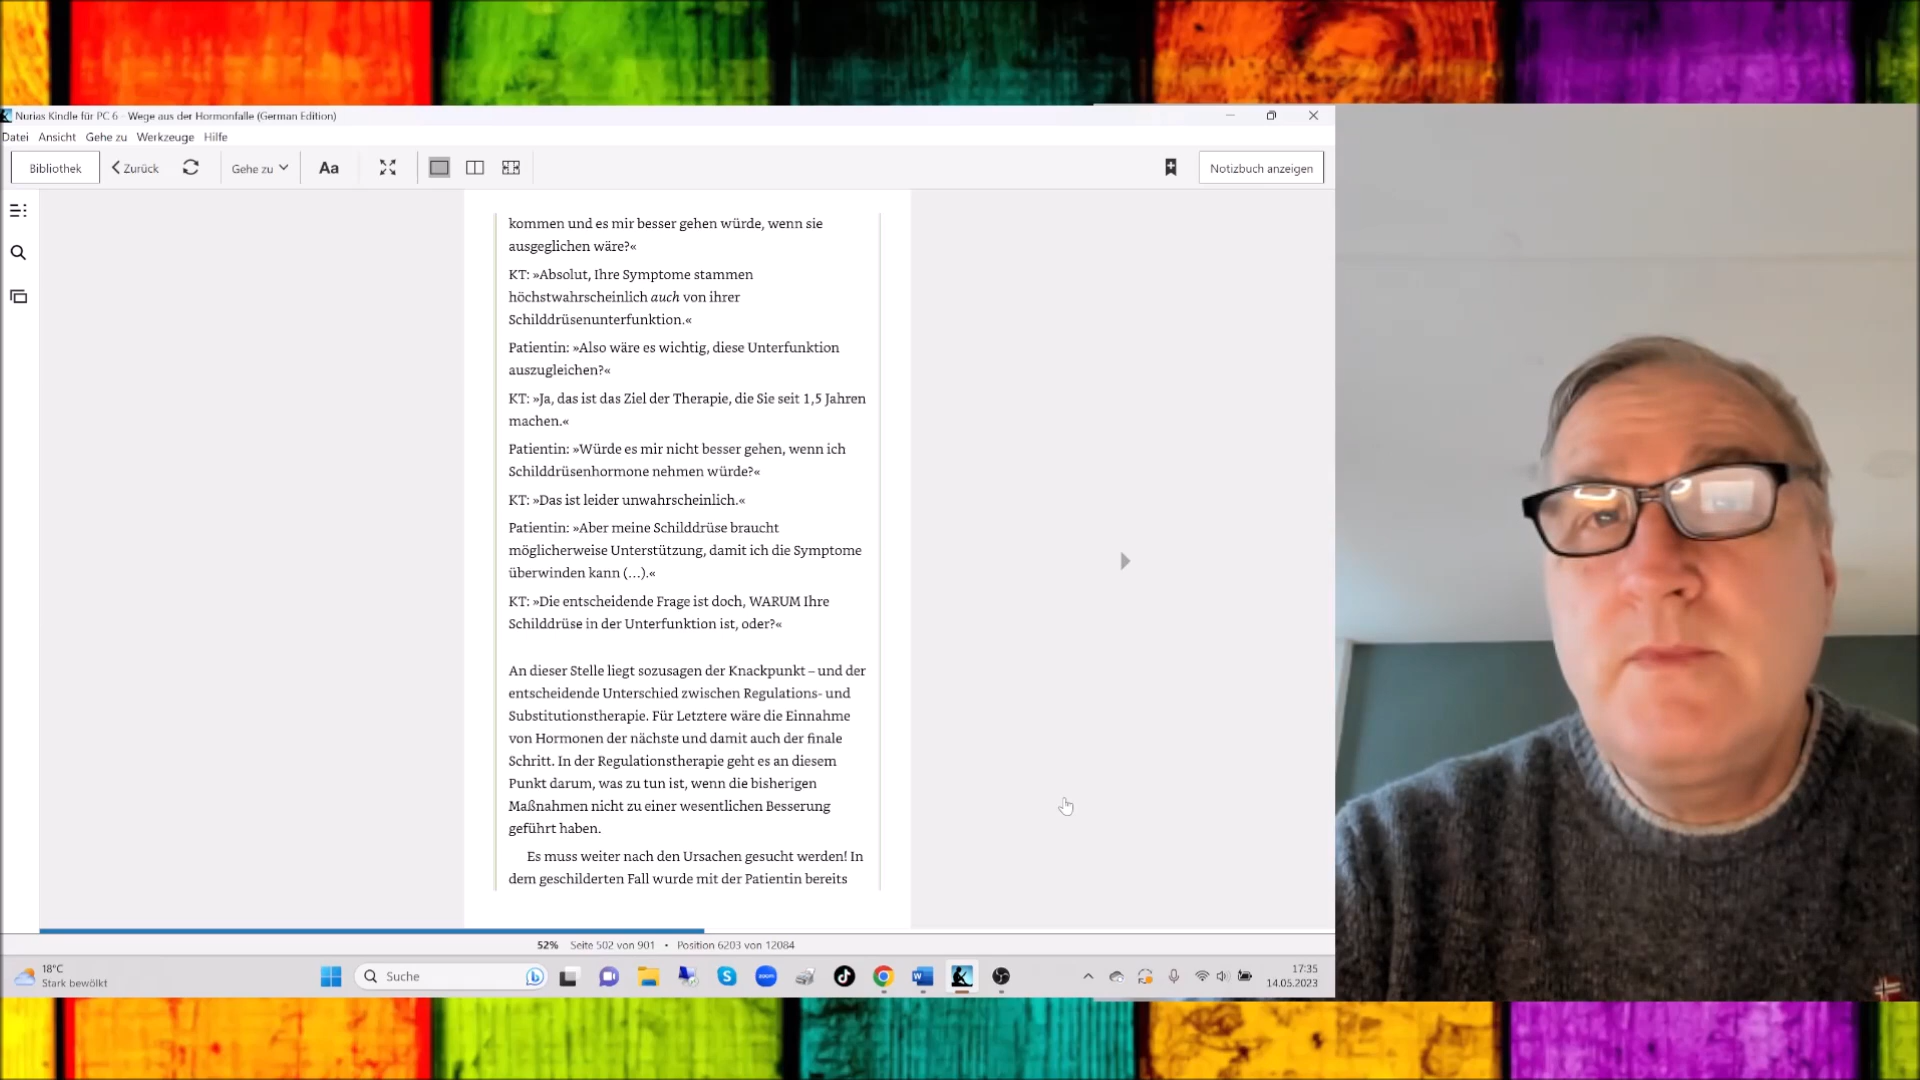 Nurias Kindle für PC 6 - Wege aus der Hormonfalle (German Edition)
Datei Ansicht Gehe zu Werkzeuge Hilfe
Bibliothek Zurück Gehe zu Aa Notizbuch anzeigen
kommen und es mir besser gehen würde, wenn sie
ausgeglichen wäre?«
KT: »Absolut, Ihre Symptome stammen
höchstwahrscheinlich auch von ihrer
Schilddrüsenunterfunktion.«
Patientin: »Also wäre es wichtig, diese Unterfunktion
auszugleichen?«
KT: »Ja, das ist das Ziel der Therapie, die Sie seit 1,5 Jahren
machen.«
Patientin: »Würde es mir nicht besser gehen, wenn ich
Schilddrüsenhormone nehmen würde?«
KT: »Das ist leider unwahrscheinlich.«
Patientin: »Aber meine Schilddrüse braucht
möglicherweise Unterstützung, damit ich die Symptome
überwinden kann (…).«
KT: »Die entscheidende Frage ist doch, WARUM Ihre
Schilddrüse in der Unterfunktion ist, oder?«
An dieser Stelle liegt sozusagen der Knackpunkt – und der
entscheidende Unterschied zwischen Regulations- und
Substitutionstherapie. Für Letztere wäre die Einnahme
von Hormonen der nächste und damit auch der finale
Schritt. In der Regulationstherapie geht es an diesem
Punkt darum, was zu tun ist, wenn die bisherigen
Maßnahmen nicht zu einer wesentlichen Besserung
geführt haben.
Es muss weiter nach den Ursachen gesucht werden! In
dem geschilderten Fall wurde mit der Patientin bereits
52% Seite 502 von 901 • Position 6203 von 12084
18°C
Stark bewölkt
Suche
17:35
14.05.2023